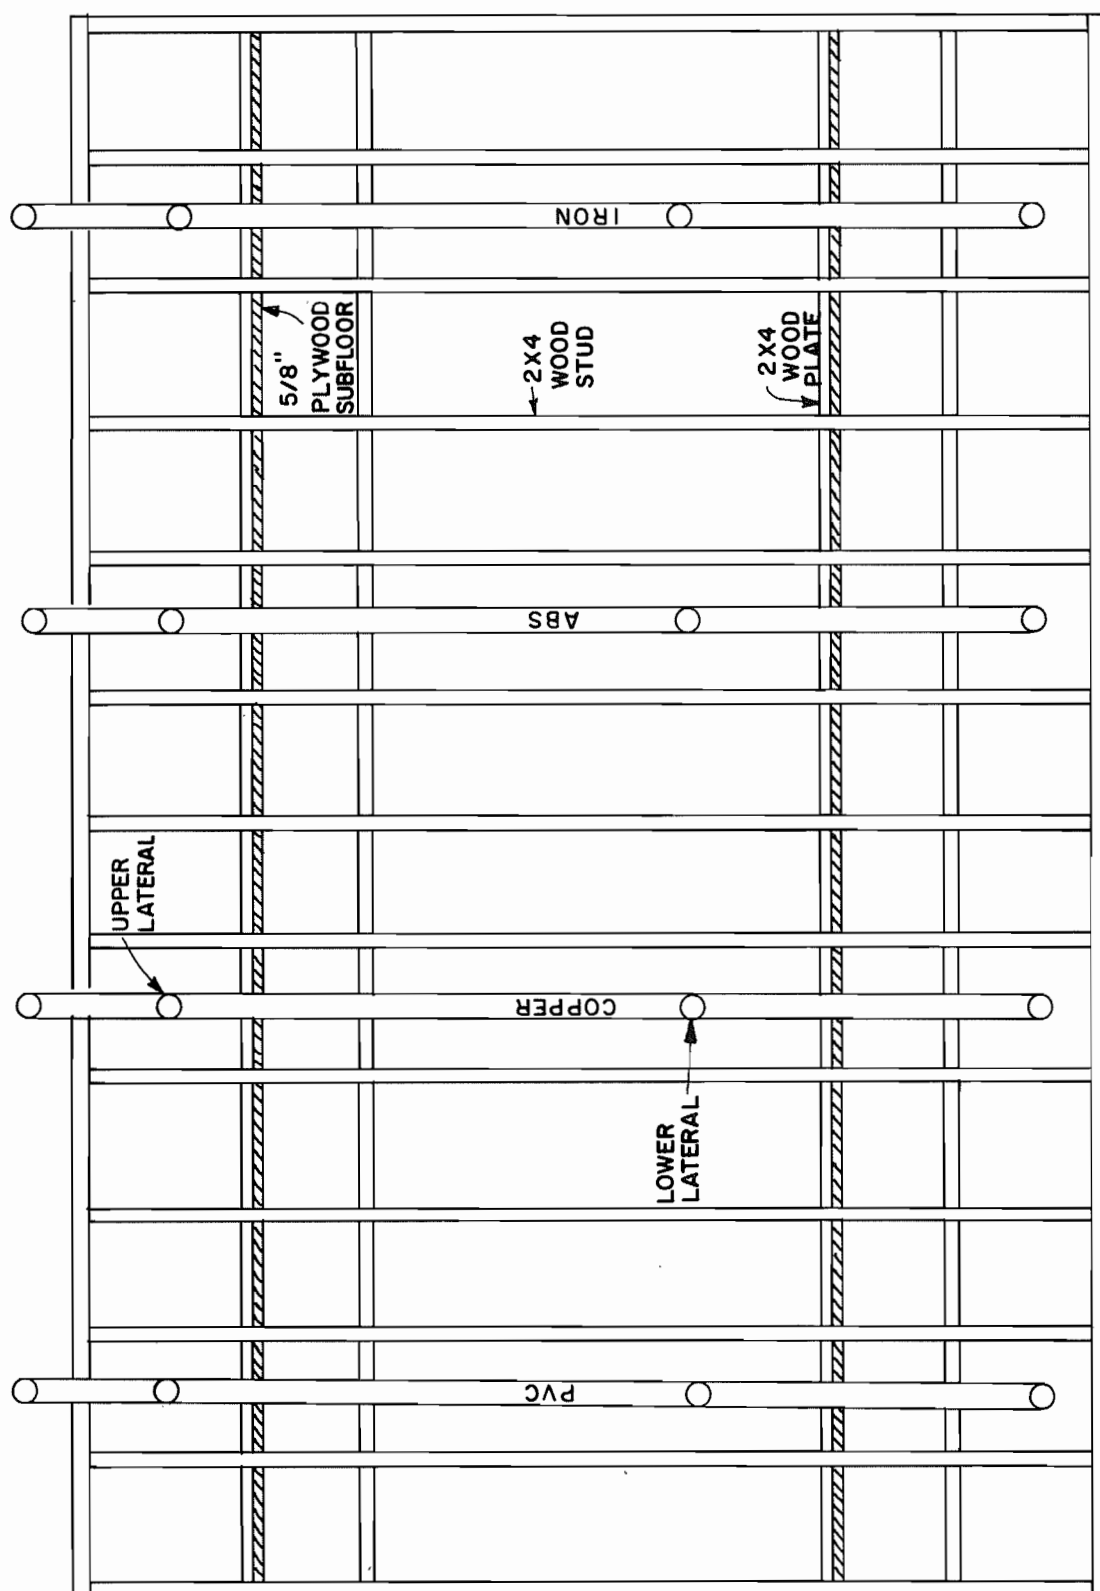 IRON
5/8"
PLYWOOD
SUBFLOOR
2X4
WOOD
STUD
2X4
WOOD
PLATE
ABS
UPPER
LATERAL
COPPER
LOWER
LATERAL
PVC